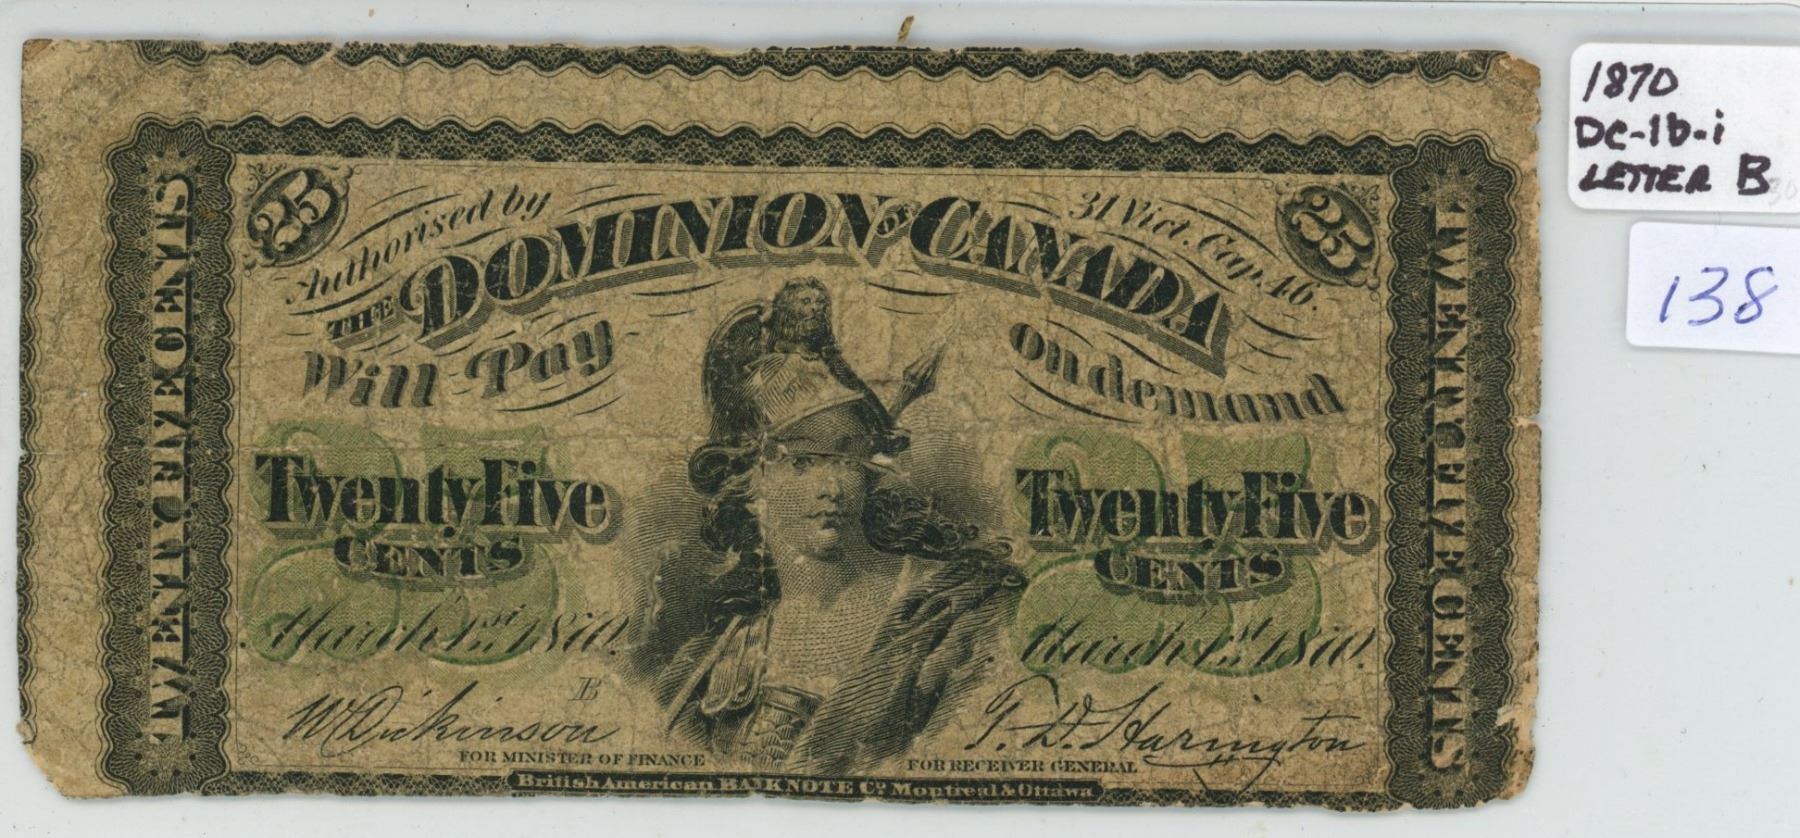 25
Authorised by
31 Vict. Cap. 46.
25
THE DOMINION OF CANADA
Will Pay
on demand
TWENTY FIVE CENTS
TWENTY FIVE CENTS
Twenty Five
CENTS
Twenty Five
CENTS
March 1st 1870.
March 1st 1870.
B
W Dickinson
FOR MINISTER OF FINANCE
T. D. Harington
FOR RECEIVER GENERAL
British American BANK NOTE Co Montreal & Ottawa
1870
DC-1b-i
LETTER B
138